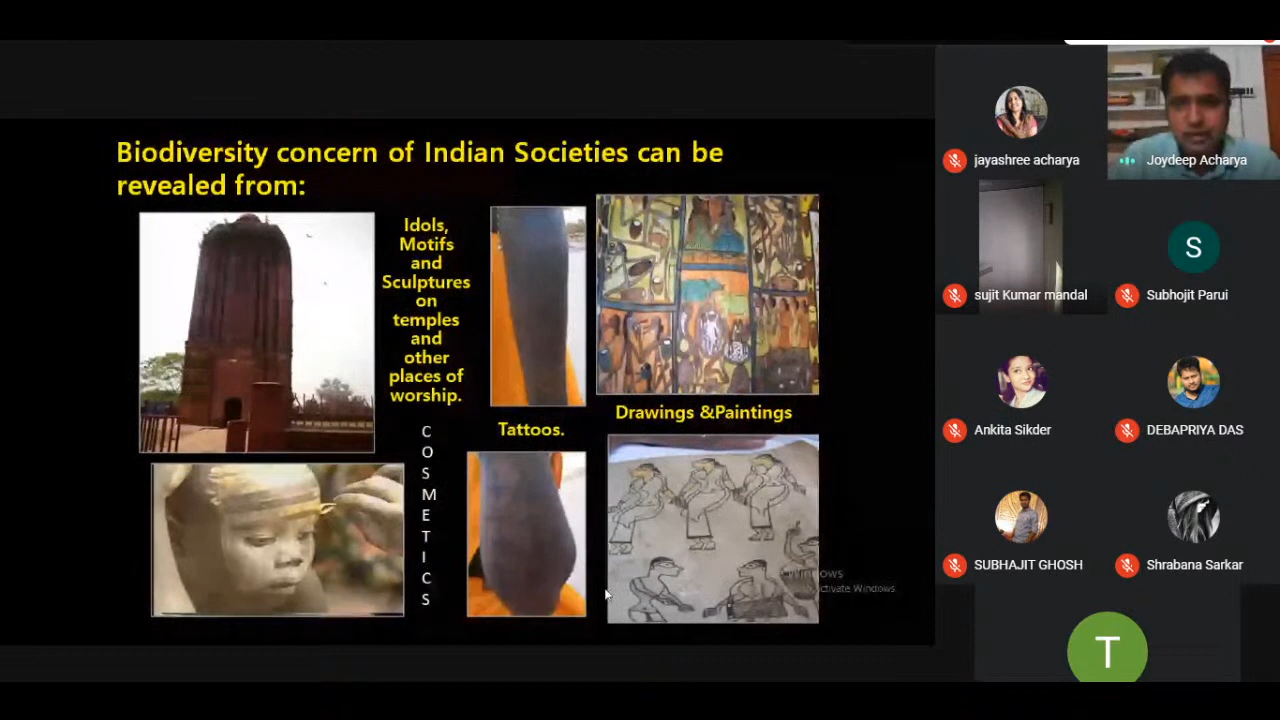 Biodiversity concern of Indian Societies can be
revealed from:
Idols,
Motifs
and
Sculptures
on
temples
and
other
places of
worship.
Tattoos.
Drawings &Paintings
C
O
S
M
E
T
I
C
S
jayashree acharya
Joydeep Acharya
sujit Kumar mandal
S
Subhojit Parui
Ankita Sikder
DEBAPRIYA DAS
SUBHAJIT GHOSH
Shrabana Sarkar
T
Windows
Activate Windows